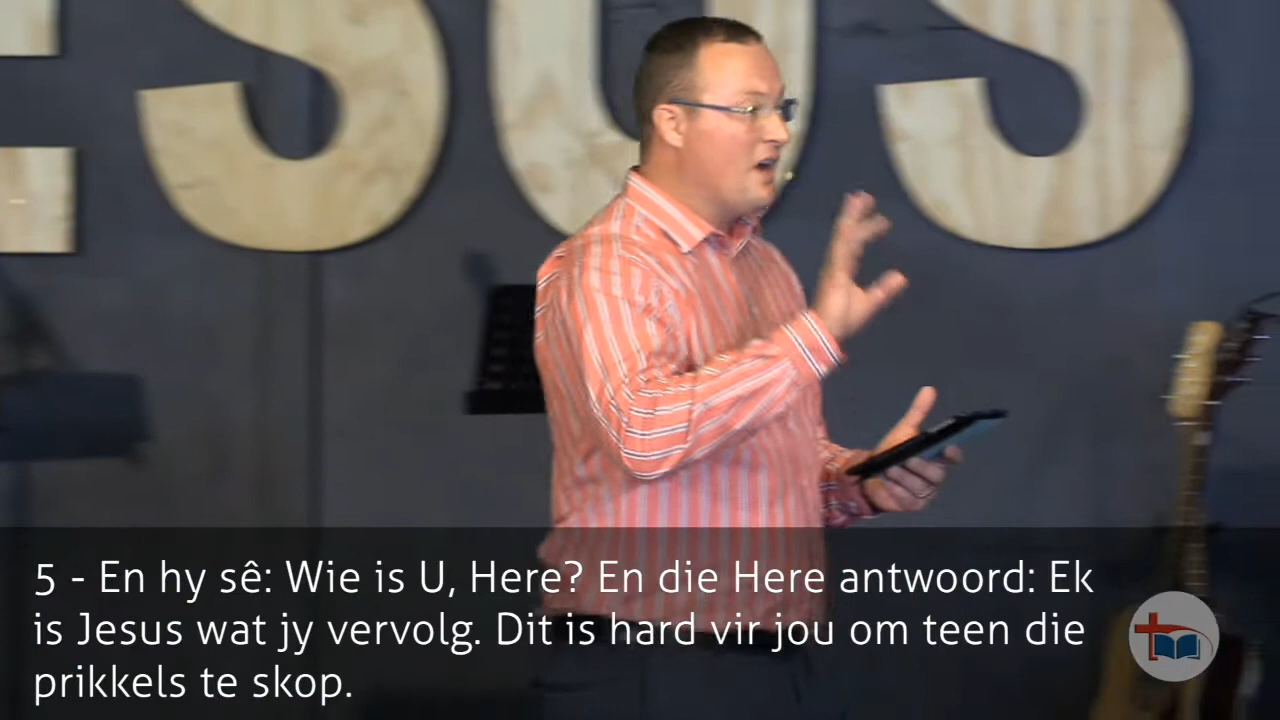 ESUS
5 - En hy sê: Wie is U, Here? En die Here antwoord: Ek
is Jesus wat jy vervolg. Dit is hard vir jou om teen die
prikkels te skop.